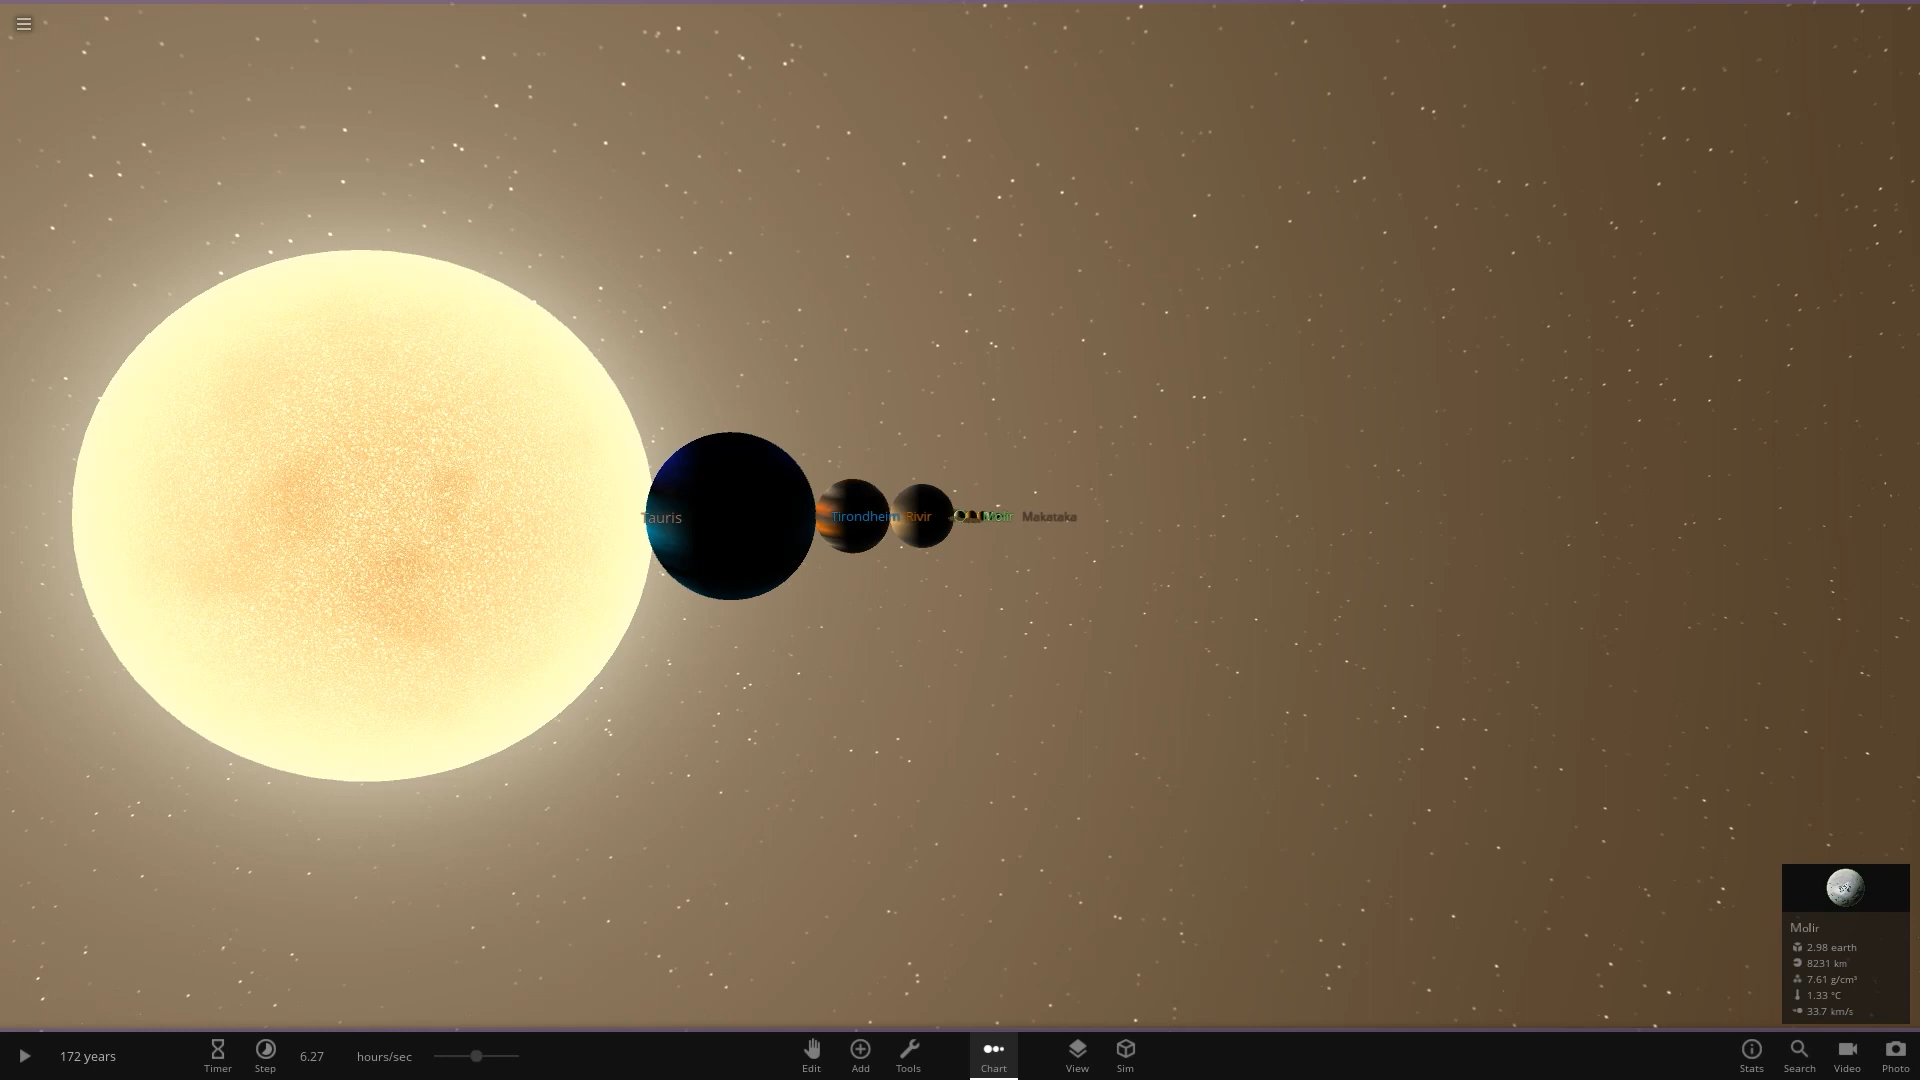 Tauris
Tirondheim
Rivir
Molir
Makataka
Molir
2.98 earth
8231 km
7.61 g/cm³
1.33 °C
33.7 km/s
172 years
Timer
Step
6.27
hours/sec
Edit
Add
Tools
Chart
View
Sim
Stats
Search
Video
Photo